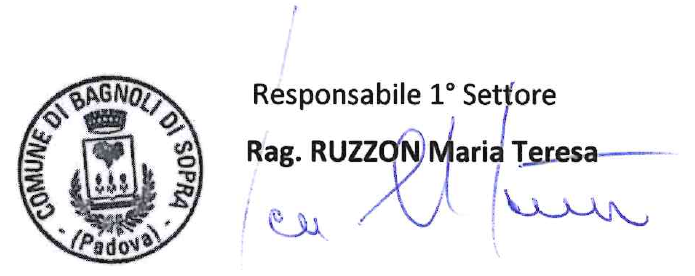 COMUNE DI BAGNOLI DI SOPRA
- (Padova) -
Responsabile 1° Settore
Rag. RUZZON Maria Teresa